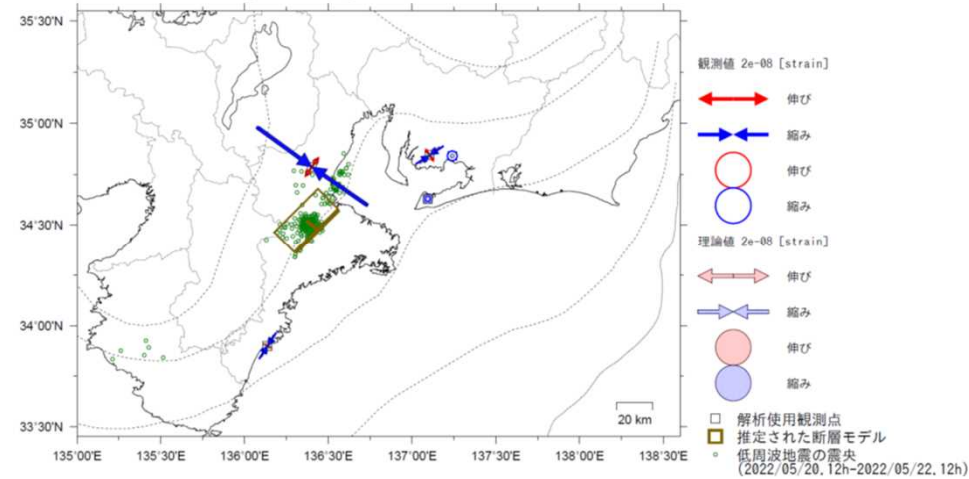 35°30'N
35°00'N
34°30'N
34°00'N
33°30'N
135°00'E 135°30'E 136°00'E 136°30'E 137°00'E 137°30'E 138°00'E 138°30'E
20 km
観測値 2e-08 [strain]
伸び
縮み
伸び
縮み
理論値 2e-08 [strain]
伸び
縮み
伸び
縮み
解析使用観測点
推定された断層モデル
低周波地震の震央
(2022/05/20.12h-2022/05/22.12h)